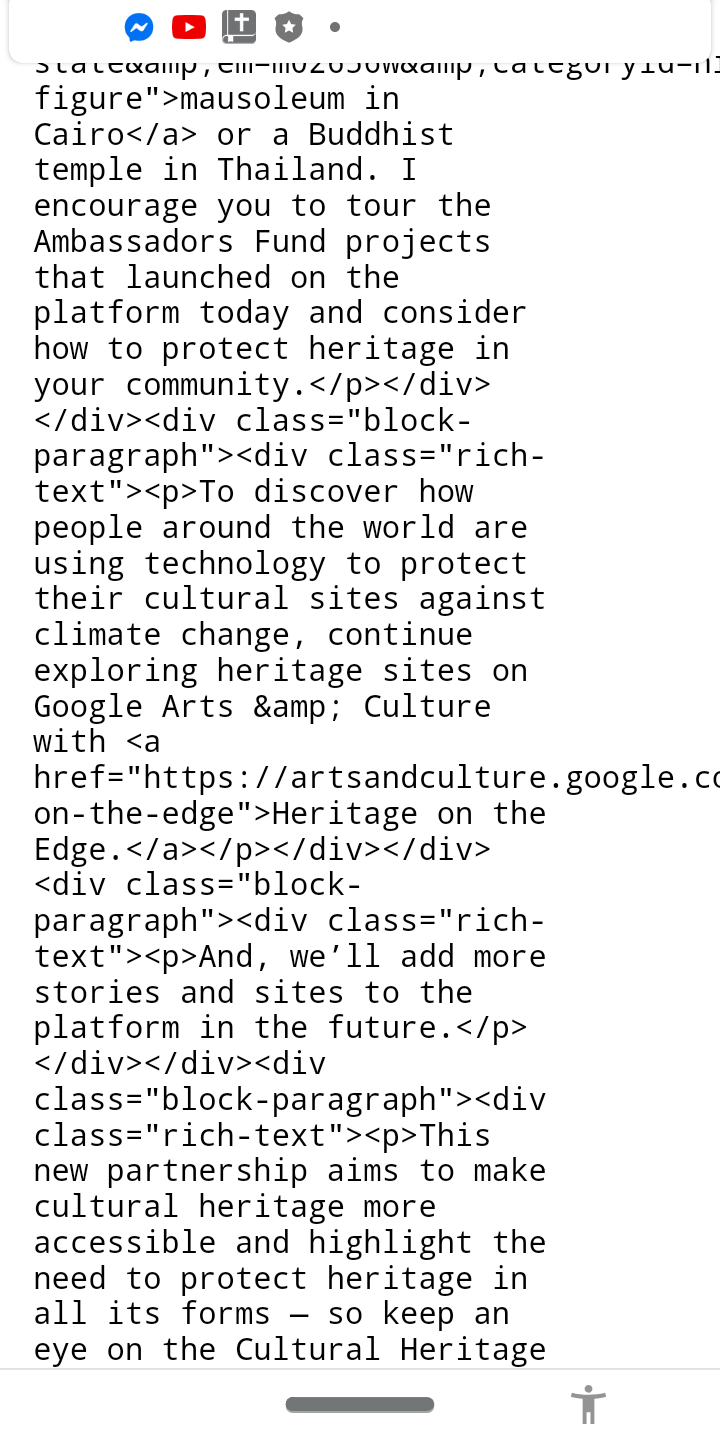 figure">mausoleum in
Cairo</a> or a Buddhist
temple in Thailand. I
encourage you to tour the
Ambassadors Fund projects
that launched on the
platform today and consider
how to protect heritage in
your community.</p></div>
</div><div class="block-
paragraph"><div class="rich-
text"><p>To discover how
people around the world are
using technology to protect
their cultural sites against
climate change, continue
exploring heritage sites on
Google Arts &amp; Culture
with <a
href="https://artsandculture.google.co
on-the-edge">Heritage on the
Edge.</a></p></div></div>
<div class="block-
paragraph"><div class="rich-
text"><p>And, we’ll add more
stories and sites to the
platform in the future.</p>
</div></div><div
class="block-paragraph"><div
class="rich-text"><p>This
new partnership aims to make
cultural heritage more
accessible and highlight the
need to protect heritage in
all its forms — so keep an
eye on the Cultural Heritage